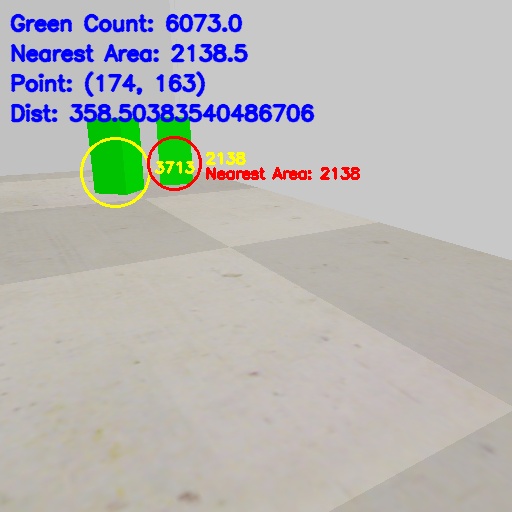 Green Count: 6073.0
Nearest Area: 2138.5
Point: (174, 163)
Dist: 358.50383540486706
3713
2138
Nearest Area: 2138